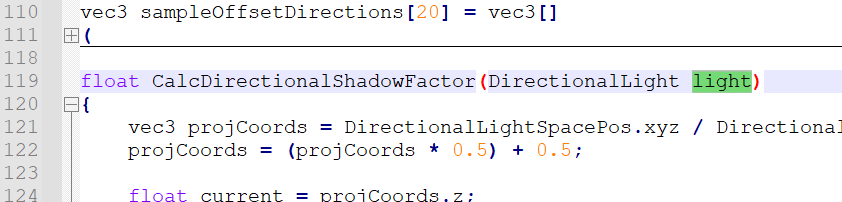 110 vec3 sampleOffsetDirections[20] = vec3[]
111 (
118
119 float CalcDirectionalShadowFactor(DirectionalLight light)
120 {
121 vec3 projCoords = DirectionalLightSpacePos.xyz / Directional
122 projCoords = (projCoords * 0.5) + 0.5;
123
124 float current = projCoords.z;